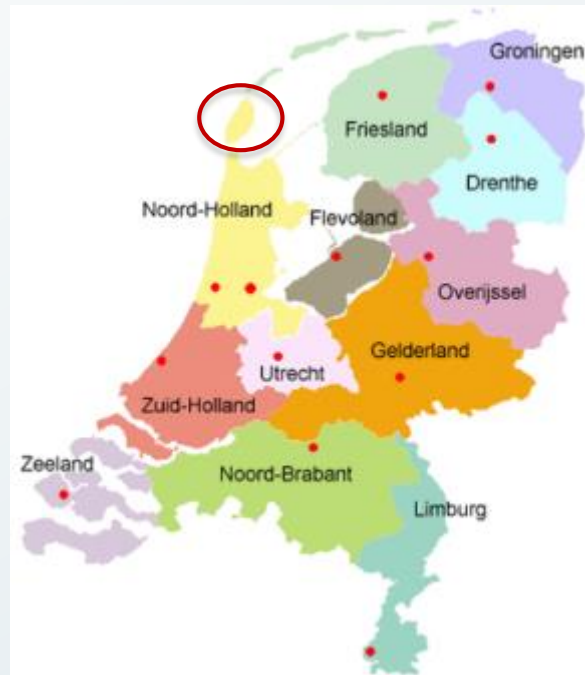 Groningen
Friesland
Drenthe
Noord-Holland
Flevoland
Overijssel
Gelderland
Utrecht
Zuid-Holland
Zeeland
Noord-Brabant
Limburg